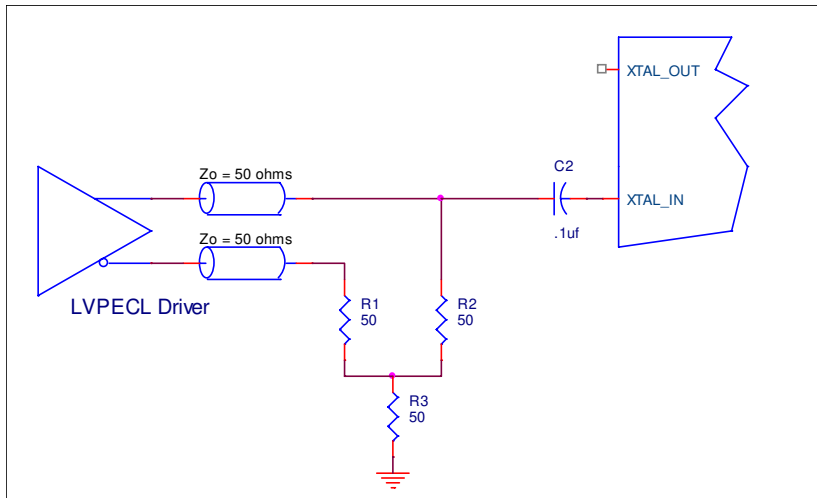 XTAL_OUT
C2
Zo = 50 ohms
XTAL_IN
.1uf
Zo = 50 ohms
LVPECL Driver
R1
50
R2
50
R3
50